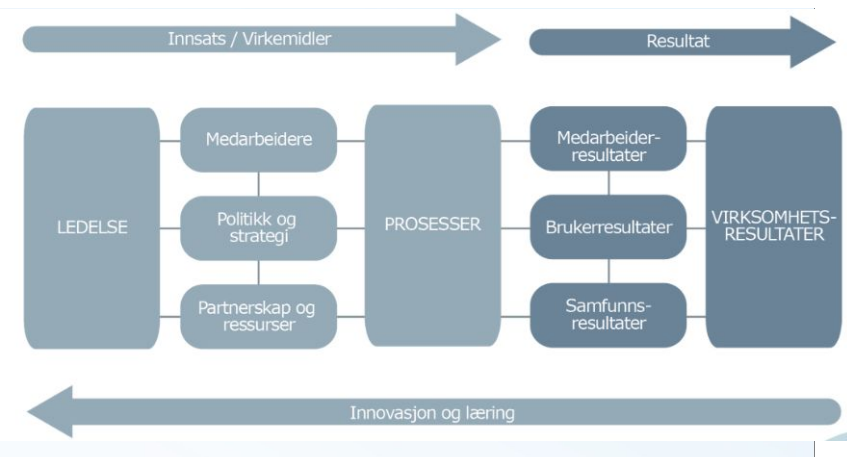 Innsats / Virkemidler
Resultat
LEDELSE
Medarbeidere
Politikk og
strategi
Partnerskap og
ressurser
PROSESSER
Medarbeider-
resultater
Brukerresultater
Samfunns-
resultater
VIRKSOMHETS-
RESULTATER
Innovasjon og læring